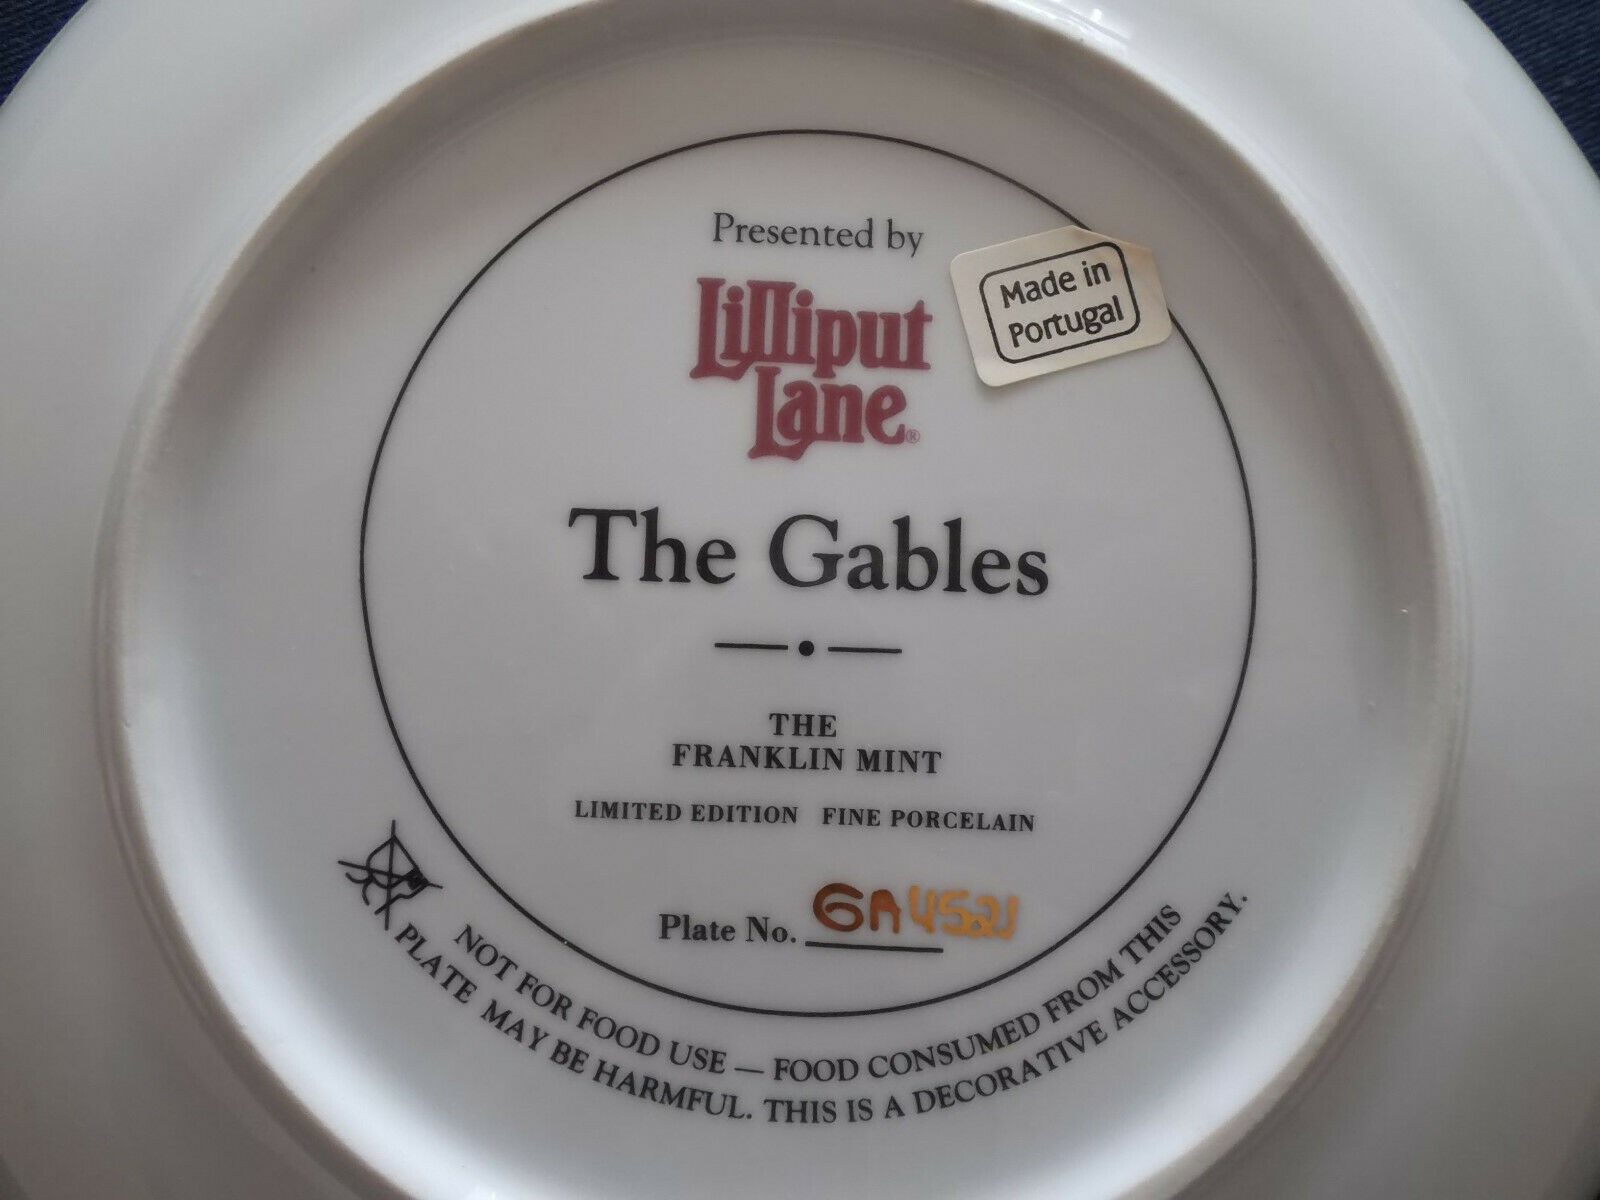 Presented by
Lilliput
Lane®
Made in
Portugal
The Gables
THE
FRANKLIN MINT
LIMITED EDITION FINE PORCELAIN
Plate No. GA4521
NOT FOR FOOD USE — FOOD CONSUMED FROM THIS
PLATE MAY BE HARMFUL. THIS IS A DECORATIVE ACCESSORY.